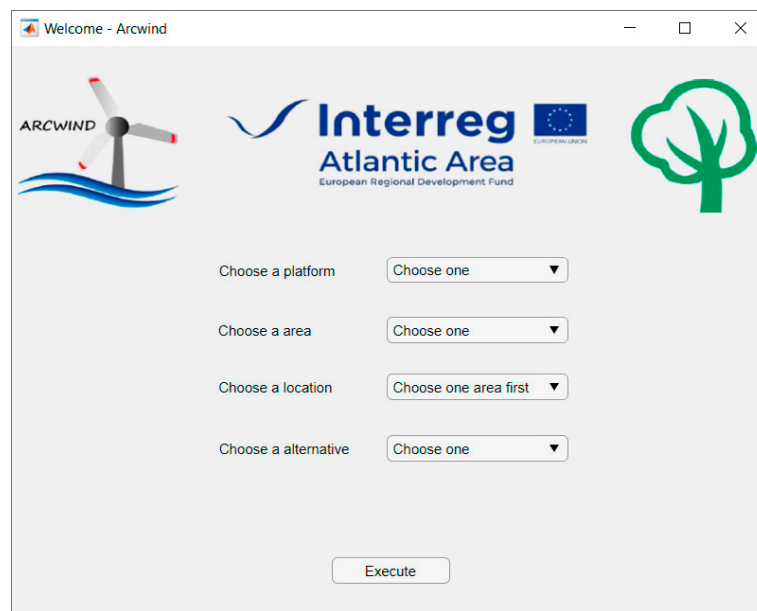 Welcome - Arcwind
ARCWIND
Interreg
EUROPEAN UNION
Atlantic Area
European Regional Development Fund
Choose a platform
Choose one
Choose a area
Choose one
Choose a location
Choose one area first
Choose a alternative
Choose one
Execute